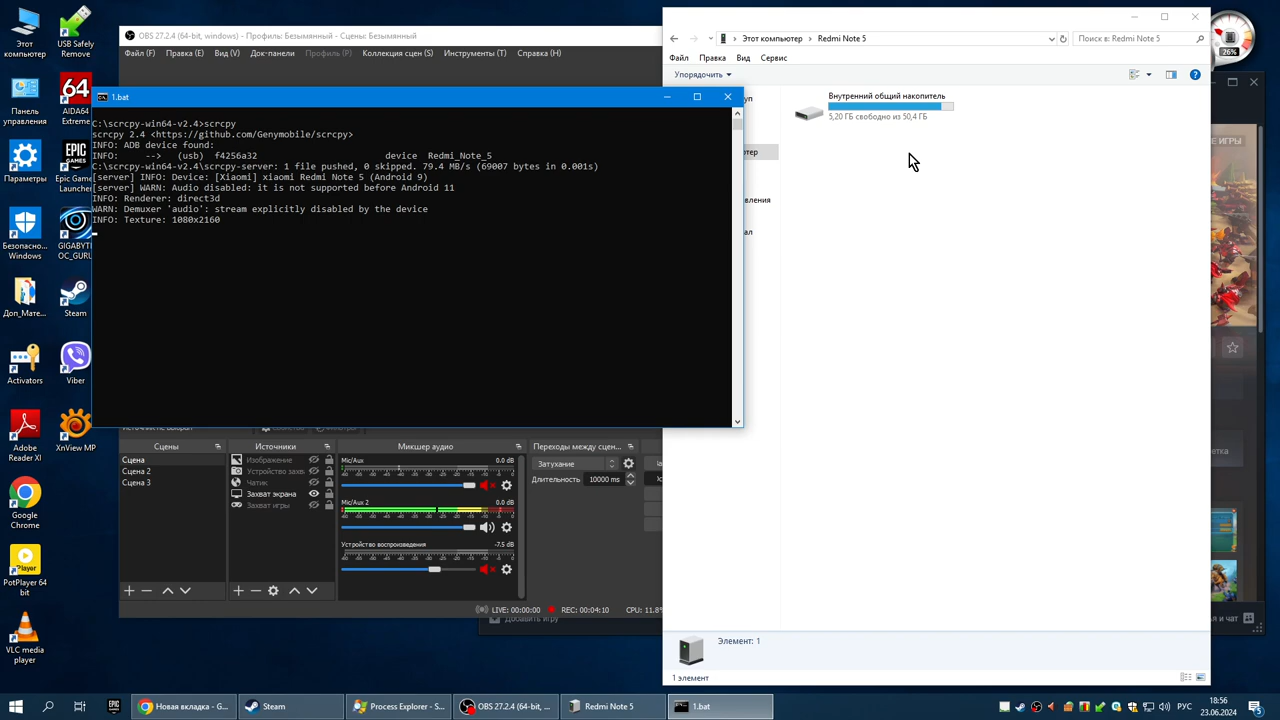 Этот компьютер
USB Safely Remove
Панель управления
AIDA64 Extreme
Параметры
Epic Games Launcher
Безопасно... Windows
GIGABYTE OC_GURU
Доп_Мате...
Steam
Activators
Viber
Adobe Reader XI
XnView MP
Google Chrome
PotPlayer 64 bit
VLC media player
OBS 27.2.4 (64-bit, windows) - Профиль: Безымянный - Сцены: Безымянный
Файл (F)
Правка (E)
Вид (V)
Док-панели
Профиль (P)
Коллекция сцен (S)
Инструменты (T)
Справка (H)
1.bat
C:\scrcpy-win64-v2.4>scrcpy
scrcpy 2.4 <https://github.com/Genymobile/scrcpy>
INFO: ADB device found:
INFO: --> (usb) f4256a32 device Redmi_Note_5
C:\scrcpy-win64-v2.4\scrcpy-server: 1 file pushed, 0 skipped. 79.4 MB/s (69007 bytes in 0.001s)
[server] INFO: Device: [Xiaomi] xiaomi Redmi Note 5 (Android 9)
[server] WARN: Audio disabled: it is not supported before Android 11
INFO: Renderer: direct3d
WARN: Demuxer 'audio': stream explicitly disabled by the device
INFO: Texture: 1080x2160
Этот компьютер
Redmi Note 5
Поиск в: Redmi Note 5
Файл
Правка
Вид
Сервис
Упорядочить
Внутренний общий накопитель
5,20 ГБ свободно из 50,4 ГБ
Элемент: 1
1 элемент
26%
Сцены
Источники
Микшер аудио
Переходы между сцен...
Сцена
Сцена 2
Сцена 3
Изображение
Устройство захв
Чатик
Захват экрана
Захват игры
Mic/Aux
0.0 dB
Mic/Aux 2
0.0 dB
Устройство воспроизведения
-7.5 dB
Затухание
Длительность
10000 ms
LIVE: 00:00:00
REC: 00:04:10
CPU: 11.8%
Добавить игру
Новая вкладка - G...
Steam
Process Explorer - S...
OBS 27.2.4 (64-bit, ...
Redmi Note 5
1.bat
РУС
18:56
23.06.2024